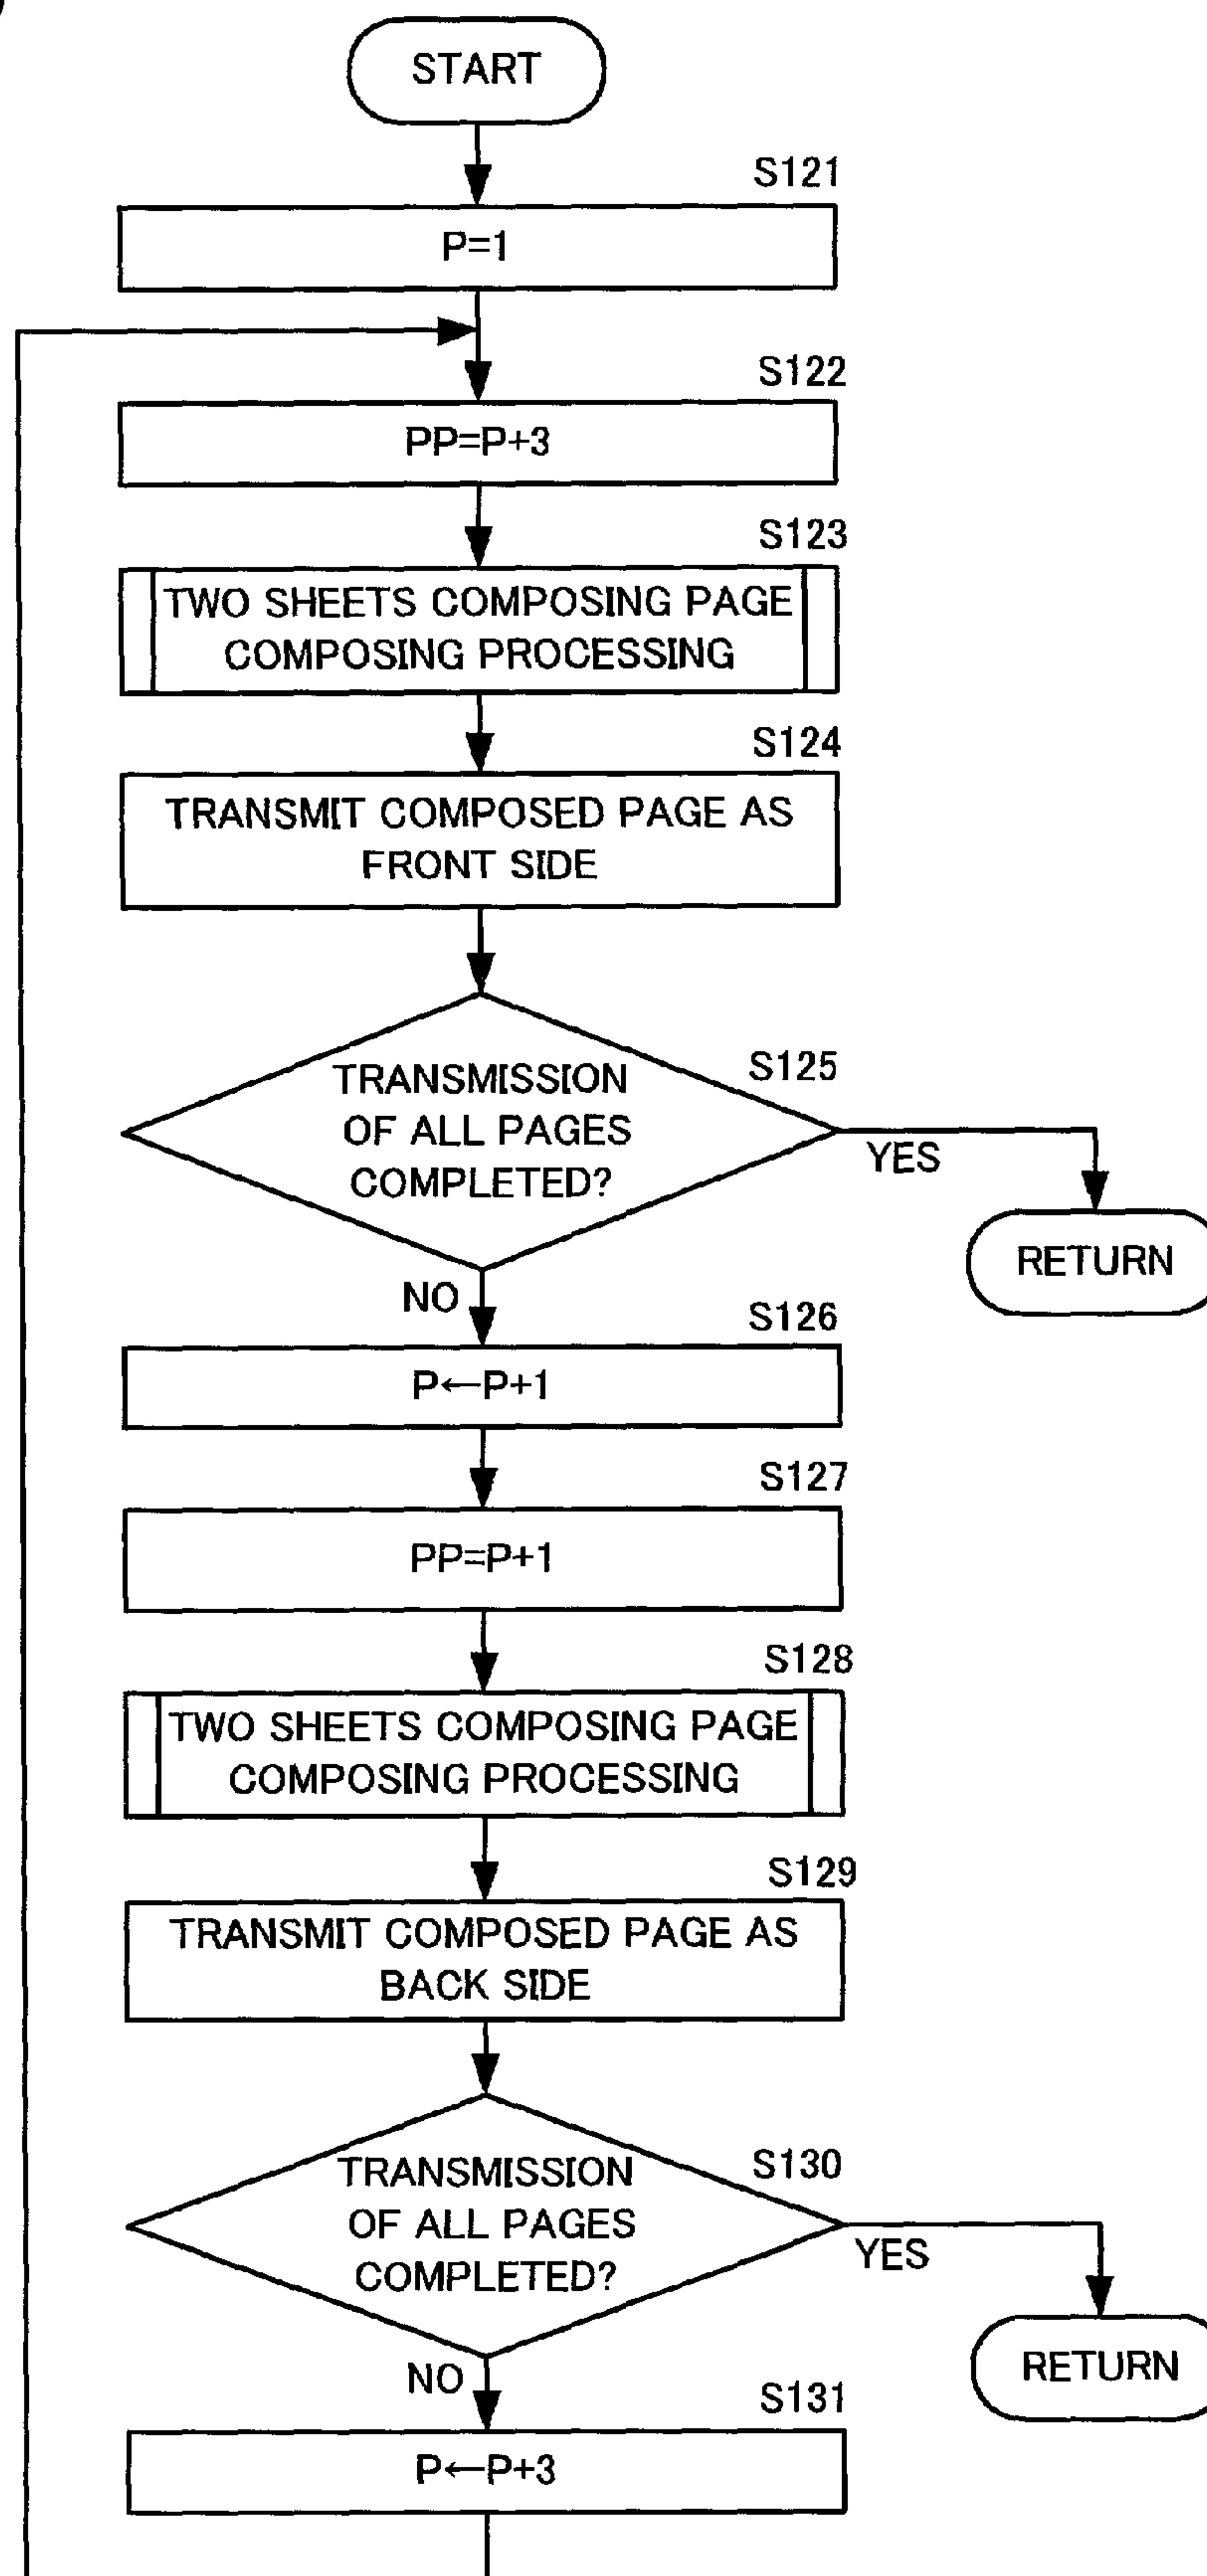 START
S121
P=1
S122
PP=P+3
S123
TWO SHEETS COMPOSING PAGE
COMPOSING PROCESSING
S124
TRANSMIT COMPOSED PAGE AS
FRONT SIDE
S125
TRANSMISSION
OF ALL PAGES
COMPLETED?
YES
RETURN
NO
S126
P←P+1
S127
PP=P+1
S128
TWO SHEETS COMPOSING PAGE
COMPOSING PROCESSING
S129
TRANSMIT COMPOSED PAGE AS
BACK SIDE
S130
TRANSMISSION
OF ALL PAGES
COMPLETED?
YES
RETURN
NO
S131
P←P+3